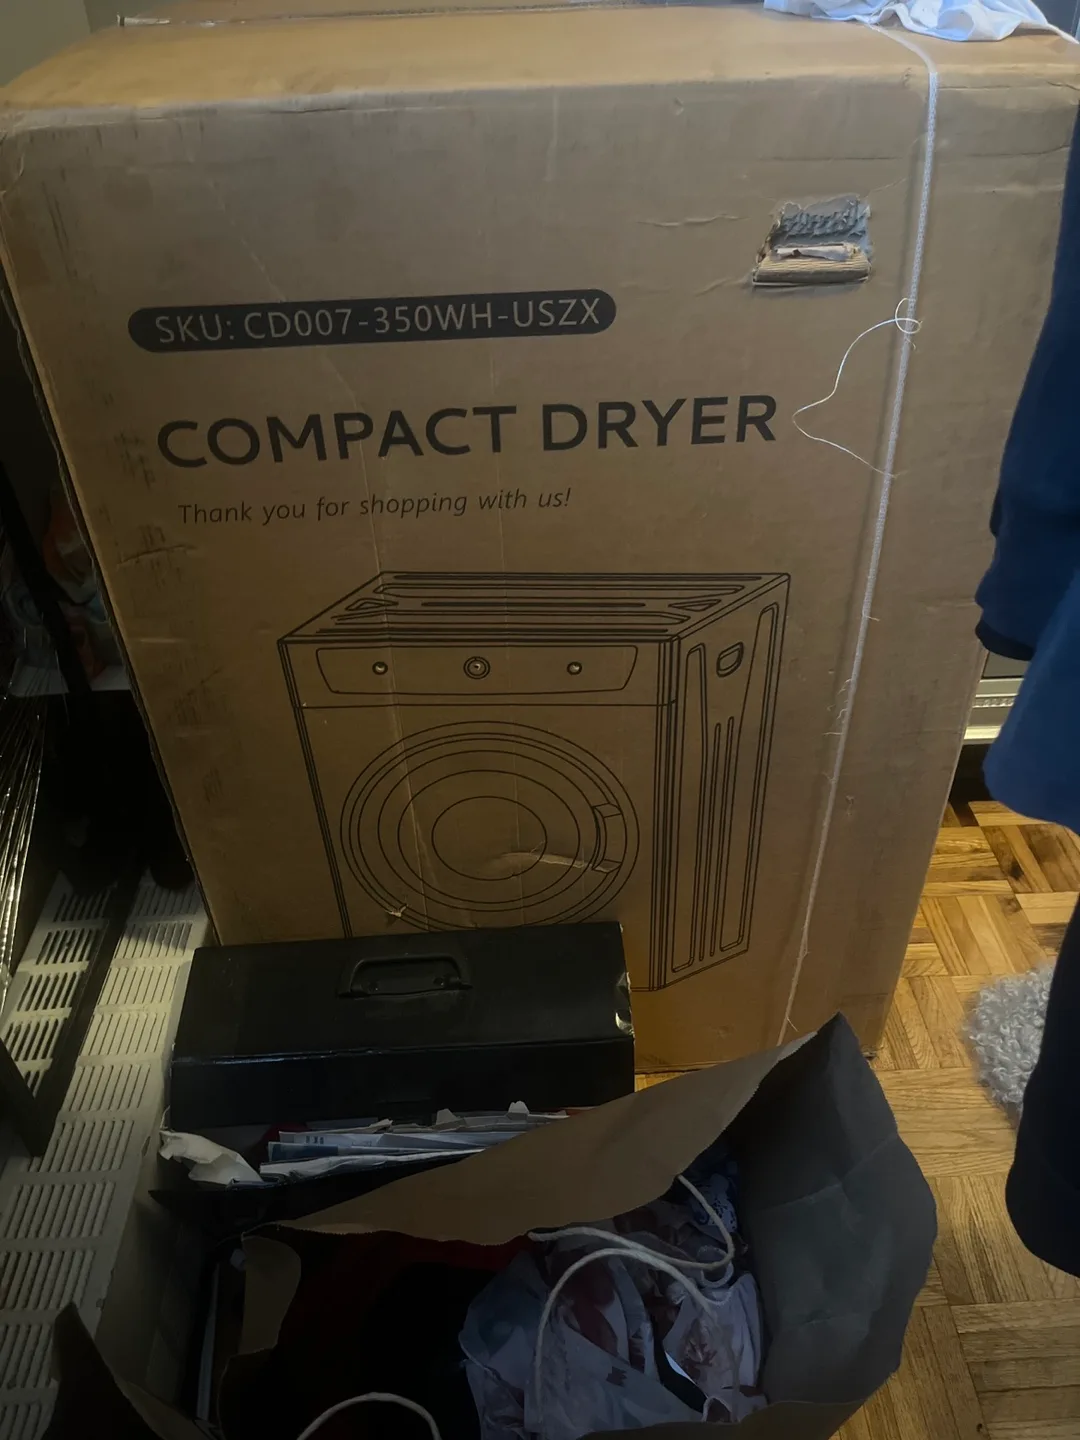 SKU: CD007-350WH-USZX
COMPACT DRYER
Thank you for shopping with us!